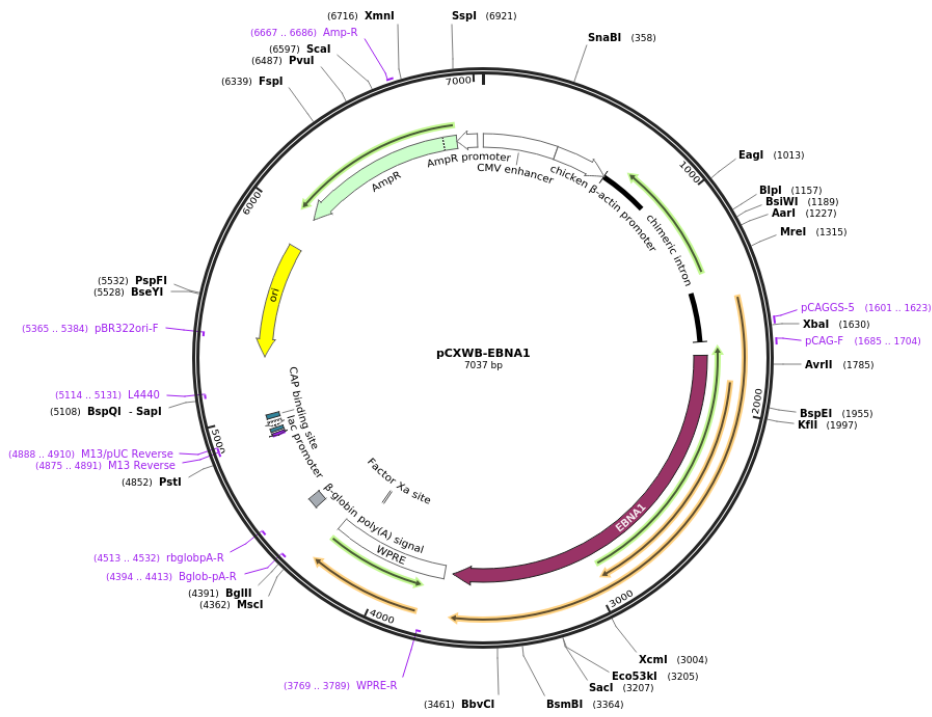 (6921) SspI
(6716) XmnI
(6667 .. 6686) Amp-R
(6597) ScaI
(6487) PvuI
(6339) FspI
SnaBI (358)
EagI (1013)
BlpI (1157)
BsiWI (1189)
AarI (1227)
MreI (1315)
pCAGGS-5 (1601 .. 1623)
XbaI (1630)
pCAG-F (1685 .. 1704)
AvrII (1785)
BspEI (1955)
KflI (1997)
XcmI (3004)
Eco53kI (3205)
SacI (3207)
BsmBI (3364)
(3461) BbvCI
(3769 .. 3789) WPRE-R
(4362) MscI
(4391) BglII
(4394 .. 4413) Bglob-pA-R
(4513 .. 4532) rbglobpA-R
(4852) PstI
(4875 .. 4891) M13 Reverse
(4888 .. 4910) M13/pUC Reverse
(5108) BspQI - SapI
(5114 .. 5131) L4440
(5365 .. 5384) pBR322ori-F
(5528) BseYI
(5532) PspFI
7000
1000
2000
3000
4000
5000
6000
AmpR promoter
CMV enhancer
chicken β-actin promoter
chimeric intron
AmpR
ori
CAP binding site
lac promoter
β-globin poly(A) signal
Factor Xa site
WPRE
EBNA1
pCXWB-EBNA1
7037 bp